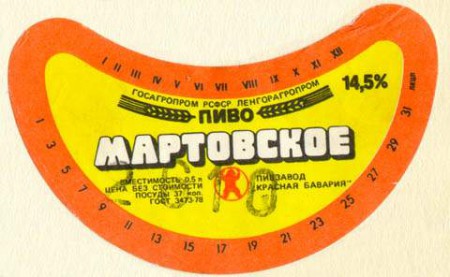 I II III IV V VI VII VIII IX X XI XII
ГОСАГРОПРОМ РСФСР ЛЕНГОРАГРОПРОМ
14,5%
ПИВО
МАРТОВСКОЕ
ВМЕСТИМОСТЬ 0,5 л
ЦЕНА БЕЗ СТОИМОСТИ
ПОСУДЫ 37 коп.
ГОСТ 3473-78
ПИВЗАВОД
"КРАСНАЯ БАВАРИЯ"
1 3 5 7 9 11 13 15 17 19 21 23 25 27 29 31